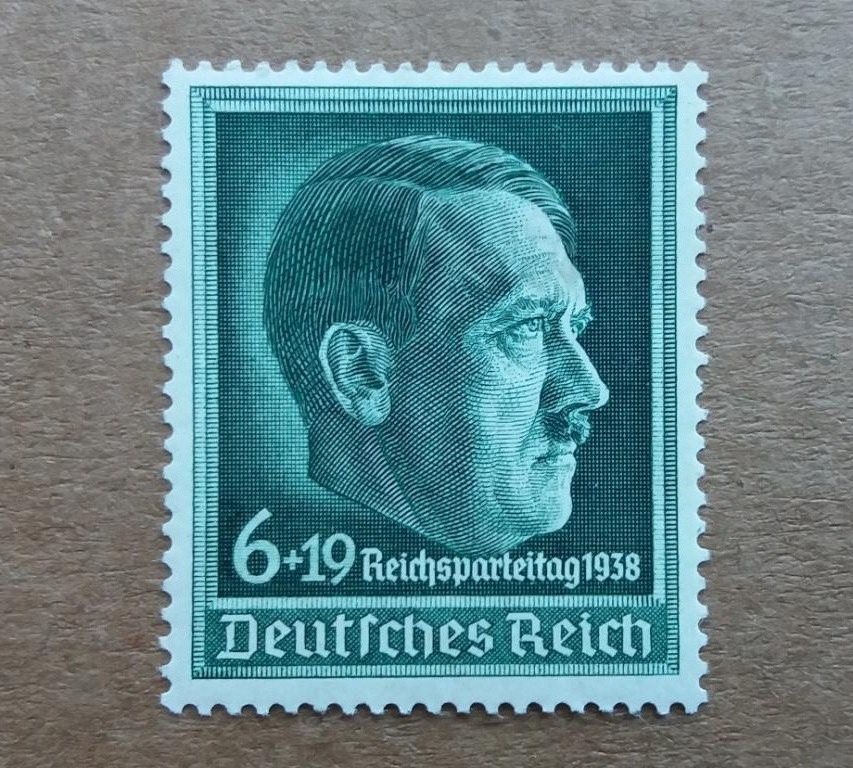 6+19 Reichsparteitag 1938
Deutſches Reich